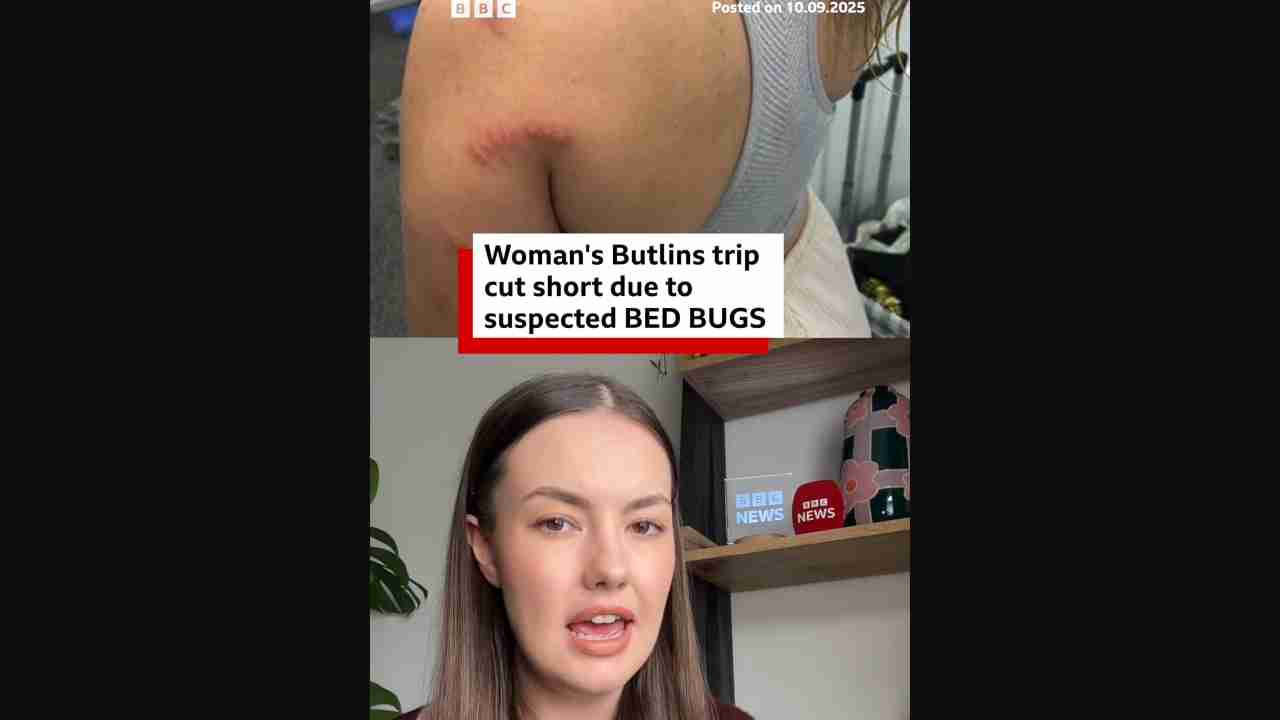 BBC
Posted on 10.09.2025
Woman's Butlins trip
cut short due to
suspected BED BUGS
BBC
NEWS
BBC
NEWS